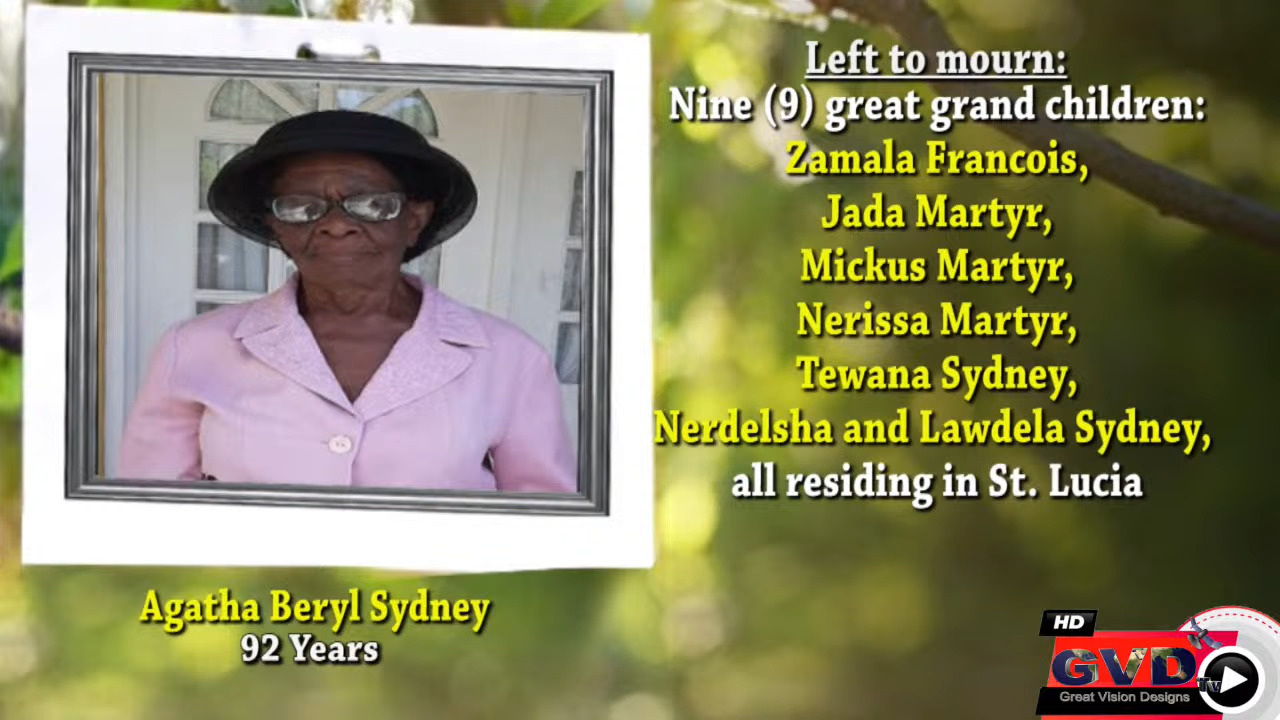 Left to mourn:
Nine (9) great grand children:
Zamala Francois,
Jada Martyr,
Mickus Martyr,
Nerissa Martyr,
Tewana Sydney,
Nerdelsha and Lawdela Sydney,
all residing in St. Lucia
Agatha Beryl Sydney
92 Years
HD
GVD
Tv
Great Vision Designs